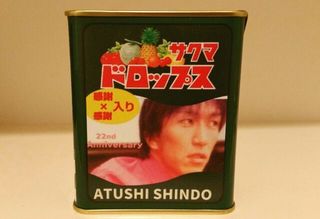 サクマ
ドロップス
感謝
×入り
感謝
22nd
Anniversary
ATUSHI SHINDO